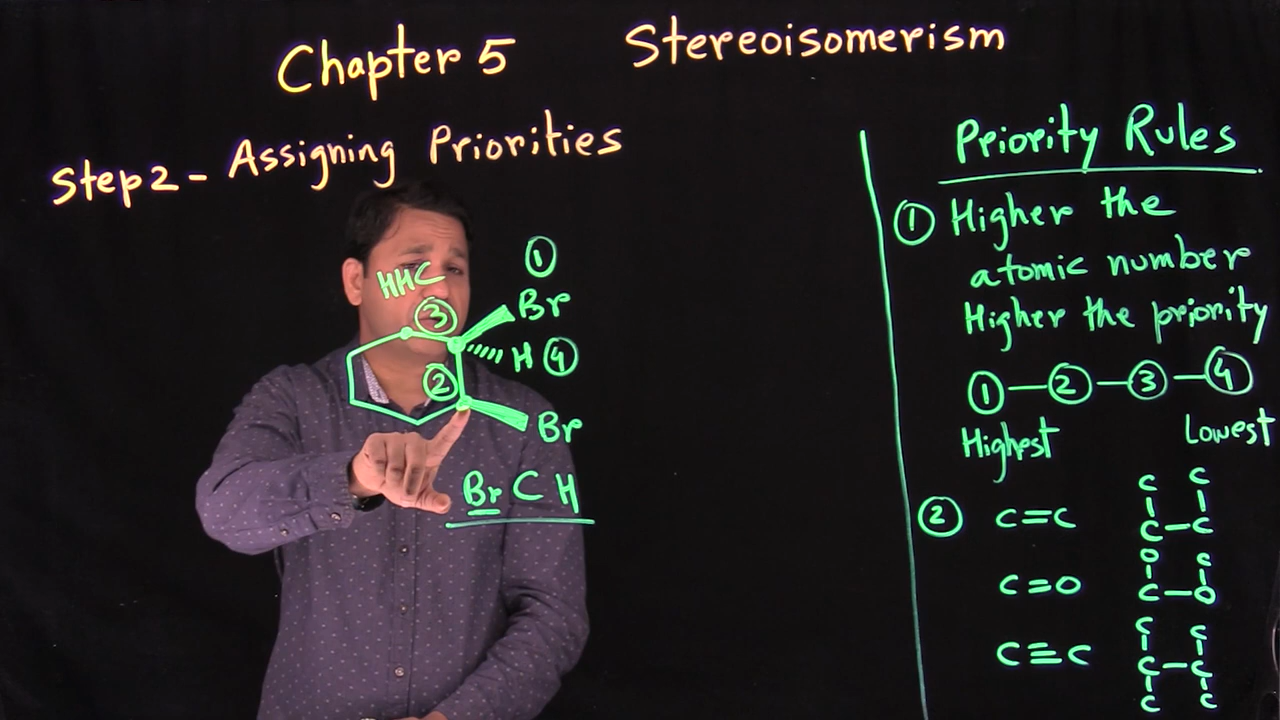 Chapter 5 Stereoisomerism
Step 2 - Assigning Priorities
HHC
①
③ Br
H ④
②
Br
Br C H
Priority Rules
① Higher the
atomic number
Higher the priority
① — ② — ③ — ④
Highest Lowest
C C
② C=C C-C
O C
C=O C-O
C C
C≡C C-C
C C